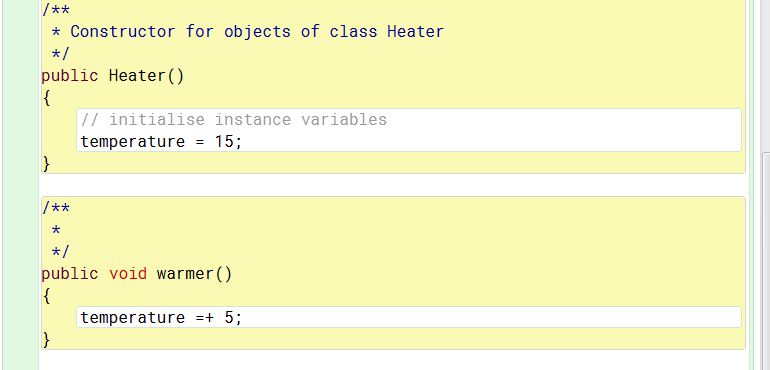 /**
 * Constructor for objects of class Heater
 */
public Heater()
{
    // initialise instance variables
    temperature = 15;
}
/**
 *
 */
public void warmer()
{
    temperature =+ 5;
}